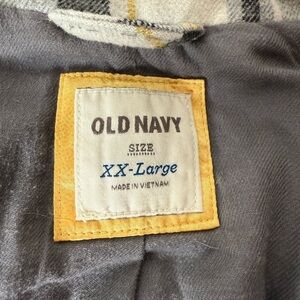 OLD NAVY
SIZE
XX-Large
MADE IN VIETNAM